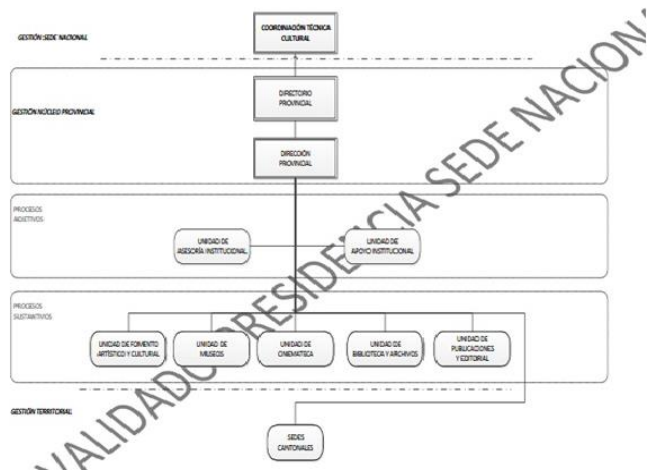 GESTIÓN SEDE NACIONAL
COORDINACIÓN TÉCNICA
CULTURAL
GESTIÓN NÚCLEO PROVINCIAL
DIRECTORIO
PROVINCIAL
DIRECCIÓN
PROVINCIAL
PROCESOS
ADJETIVOS
UNIDAD DE
ASESORÍA INSTITUCIONAL
UNIDAD DE
APOYO INSTITUCIONAL
PROCESOS
SUSTANTIVOS
UNIDAD DE FOMENTO
ARTÍSTICO Y CULTURAL
UNIDAD DE
MUSEOS
UNIDAD DE
CINEMATECA
UNIDAD DE
BIBLIOTECA Y ARCHIVOS
UNIDAD DE
PUBLICACIONES
Y EDITORIAL
GESTIÓN TERRITORIAL
SEDES
CANTONALES
VALIDADO PRESIDENCIA SEDE NACIONA